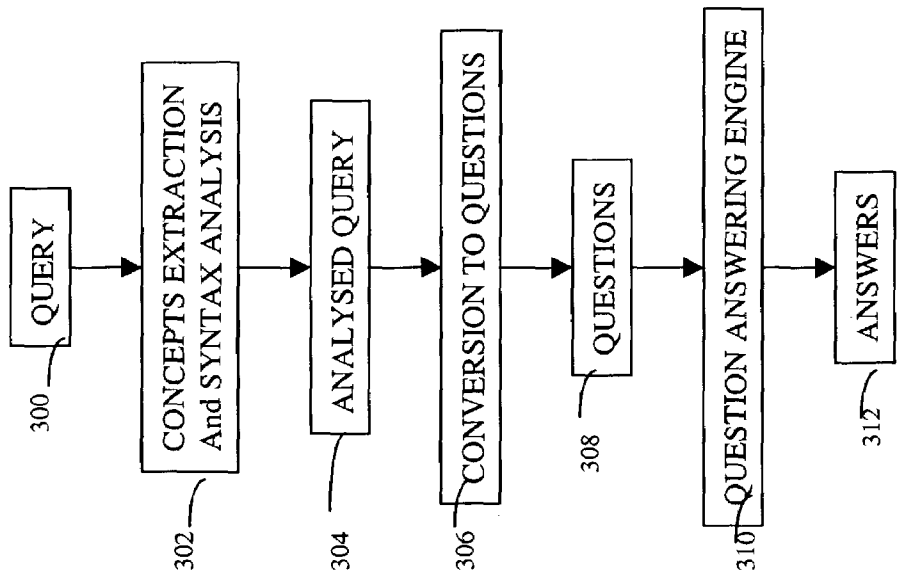 QUERY
300
CONCEPTS EXTRACTION
And SYNTAX ANALYSIS
302
ANALYSED QUERY
304
CONVERSION TO QUESTIONS
306
QUESTIONS
308
QUESTION ANSWERING ENGINE
310
ANSWERS
312